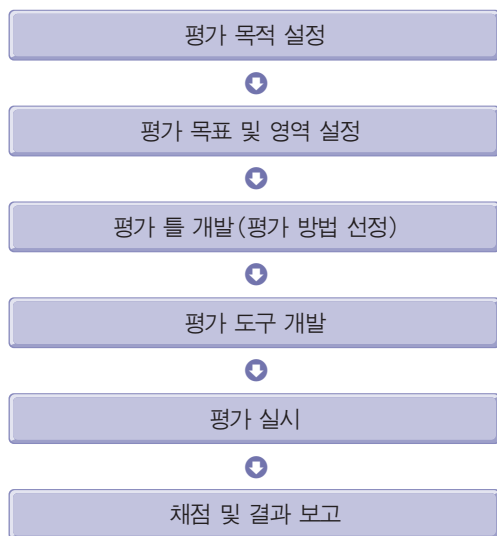 평가 목적 설정
평가 목표 및 영역 설정
평가 틀 개발(평가 방법 선정)
평가 도구 개발
평가 실시
채점 및 결과 보고